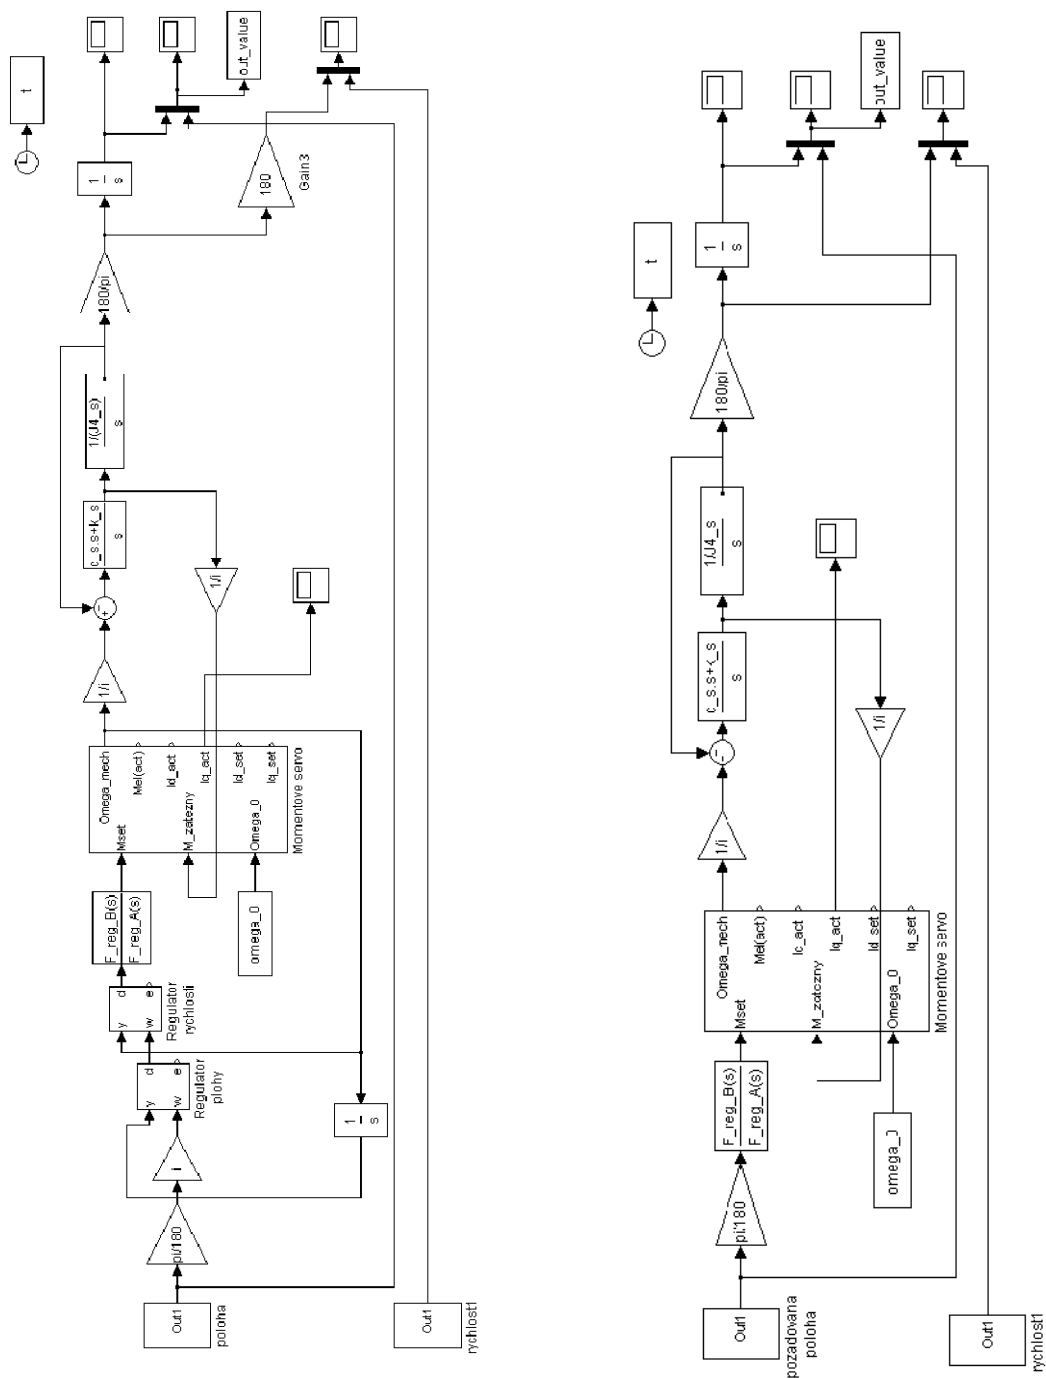 Out1
poloha
pi/180
i
y
w
d
e
Regulator
plohy
y
w
d
e
Regulator
rychlosti
F_reg_B(s)
F_reg_A(s)
omega_0
Mset
M_zatezny
Omega_0
Omega_mech
Mel(act)
Id_act
Iq_act
Id_set
Iq_set
Momentove servo
1
s
1/i
+
-
c_s.s+k_s
s
1/i
1/(J4_s)
s
180/pi
1
s
180
Gain3
t
out_value
Out1
rychlost1
Out1
pozadovana
poloha
pi/180
F_reg_B(s)
F_reg_A(s)
omega_0
Mset
M_zatezny
Omega_0
Omega_mech
Mel(act)
Id_act
Iq_act
Id_set
Iq_set
Momentove servo
1/i
-
c_s.s+k_s
s
1/i
1/J4_s
s
180/pi
1
s
t
out_value
Out1
rychlost1